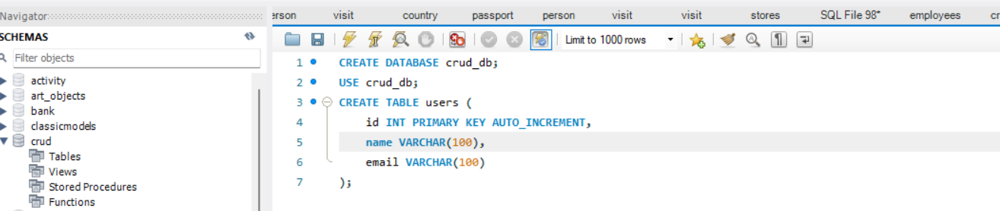 Navigator
SCHEMAS
Filter objects
activity
art_objects
bank
classicmodels
crud
Tables
Views
Stored Procedures
Functions
erson visit country passport person visit visit stores SQL File 98* employees cr
Limit to 1000 rows
1 CREATE DATABASE crud_db;
2 USE crud_db;
3 CREATE TABLE users (
4 id INT PRIMARY KEY AUTO_INCREMENT,
5 name VARCHAR(100),
6 email VARCHAR(100)
7 );